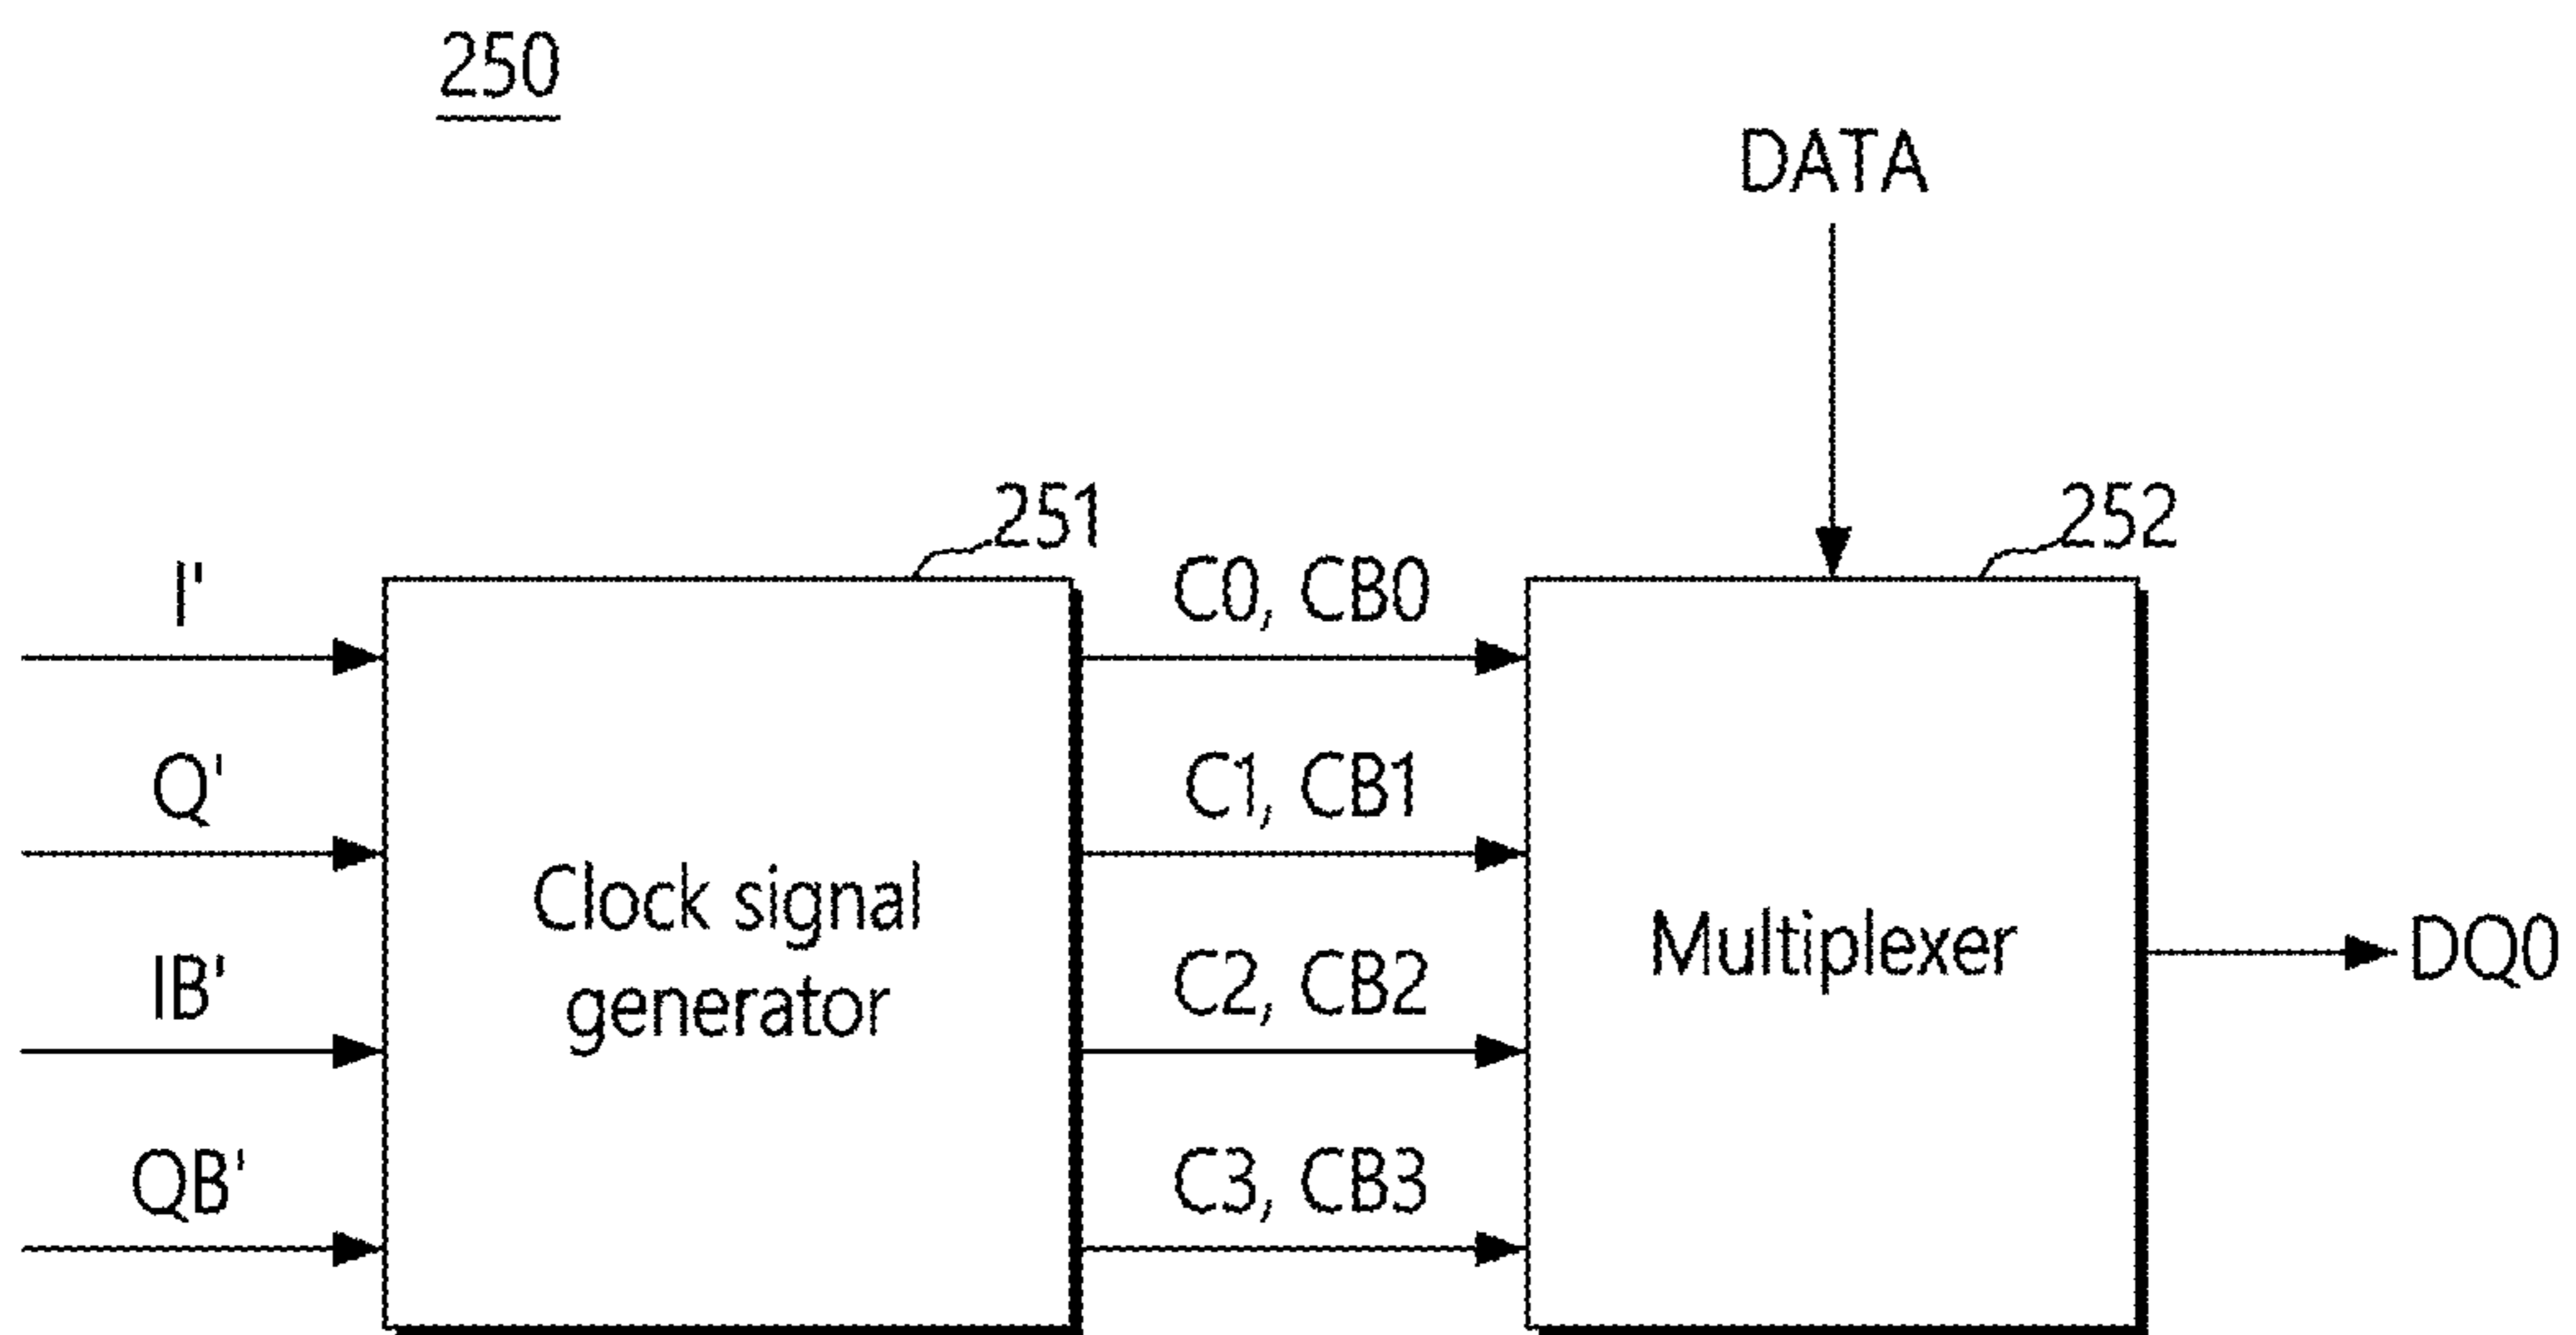 250
DATA
251
252
I'
C0, CB0
Q'
C1, CB1
Clock signal
generator
Multiplexer
DQ0
IB'
C2, CB2
QB'
C3, CB3